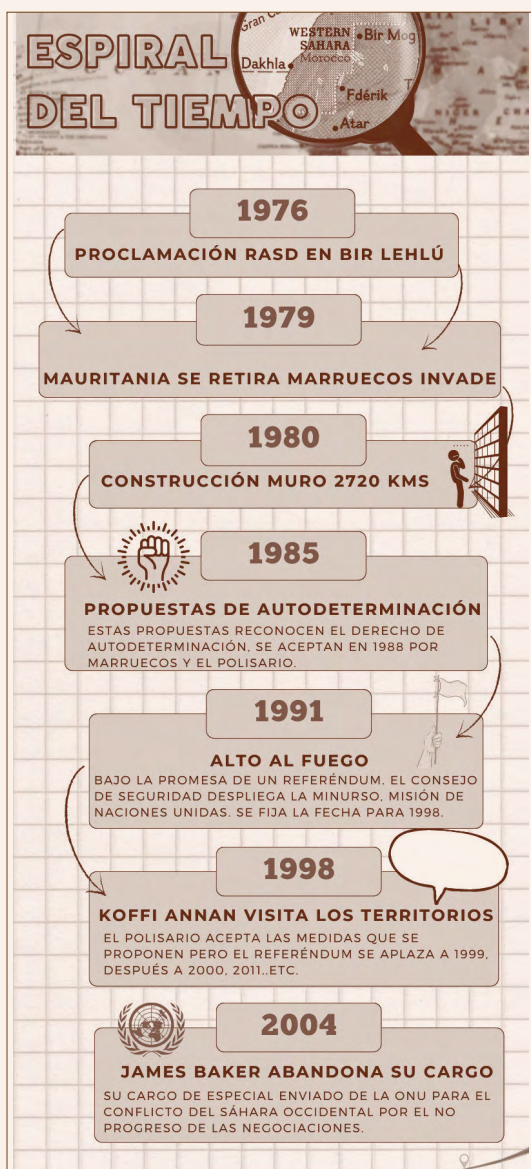 ESPIRAL
DEL TIEMPO
Gran C
WESTERN
SAHARA
Bir Mog
Morocco
Dakhla
Fdérik
Atar
1976
PROCLAMACIÓN RASD EN BIR LEHLÚ
1979
MAURITANIA SE RETIRA MARRUECOS INVADE
1980
CONSTRUCCIÓN MURO 2720 KMS
1985
PROPUESTAS DE AUTODETERMINACIÓN
ESTAS PROPUESTAS RECONOCEN EL DERECHO DE
AUTODETERMINACIÓN, SE ACEPTAN EN 1988 POR
MARRUECOS Y EL POLISARIO.
1991
ALTO AL FUEGO
BAJO LA PROMESA DE UN REFERÉNDUM, EL CONSEJO
DE SEGURIDAD DESPLIEGA LA MINURSO, MISIÓN DE
NACIONES UNIDAS. SE FIJA LA FECHA PARA 1998.
1998
KOFFI ANNAN VISITA LOS TERRITORIOS
EL POLISARIO ACEPTA LAS MEDIDAS QUE SE
PROPONEN PERO EL REFERÉNDUM SE APLAZA A 1999,
DESPUÉS A 2000, 2011..ETC.
2004
JAMES BAKER ABANDONA SU CARGO
SU CARGO DE ESPECIAL ENVIADO DE LA ONU PARA EL
CONFLICTO DEL SÁHARA OCCIDENTAL POR EL NO
PROGRESO DE LAS NEGOCIACIONES.